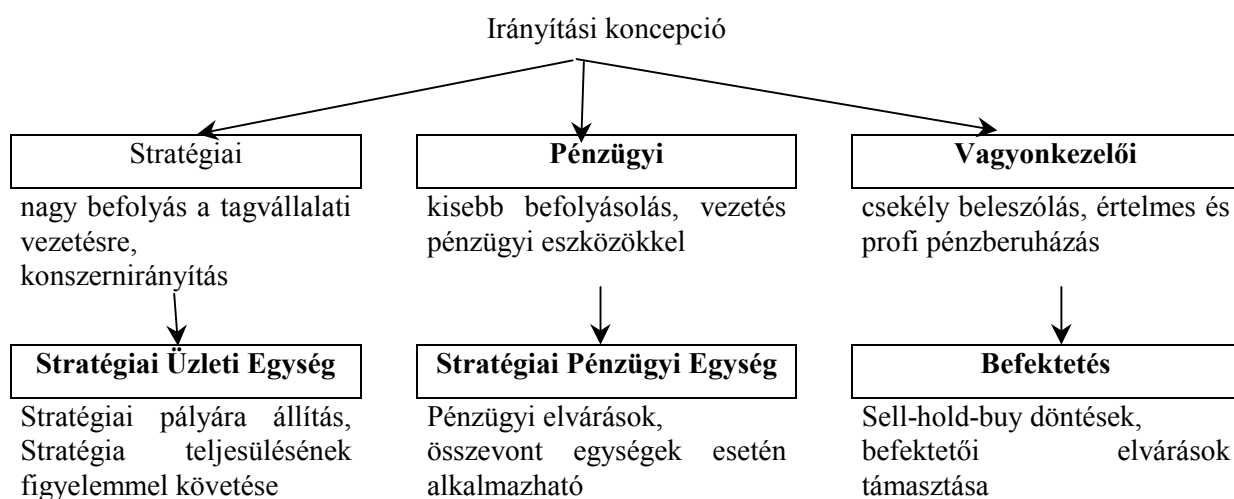 Irányítási koncepció
Stratégiai
nagy befolyás a tagvállalati
vezetésre,
konszernirányítás
Stratégiai Üzleti Egység
Stratégiai pályára állítás,
Stratégia teljesülésének
figyelemmel követése
Pénzügyi
kisebb befolyásolás, vezetés
pénzügyi eszközökkel
Stratégiai Pénzügyi Egység
Pénzügyi elvárások,
összevont egységek esetén
alkalmazható
Vagyonkezelői
csekély beleszólás, értelmes és
profi pénzberuházás
Befektetés
Sell-hold-buy döntések,
befektetői elvárások
támasztása